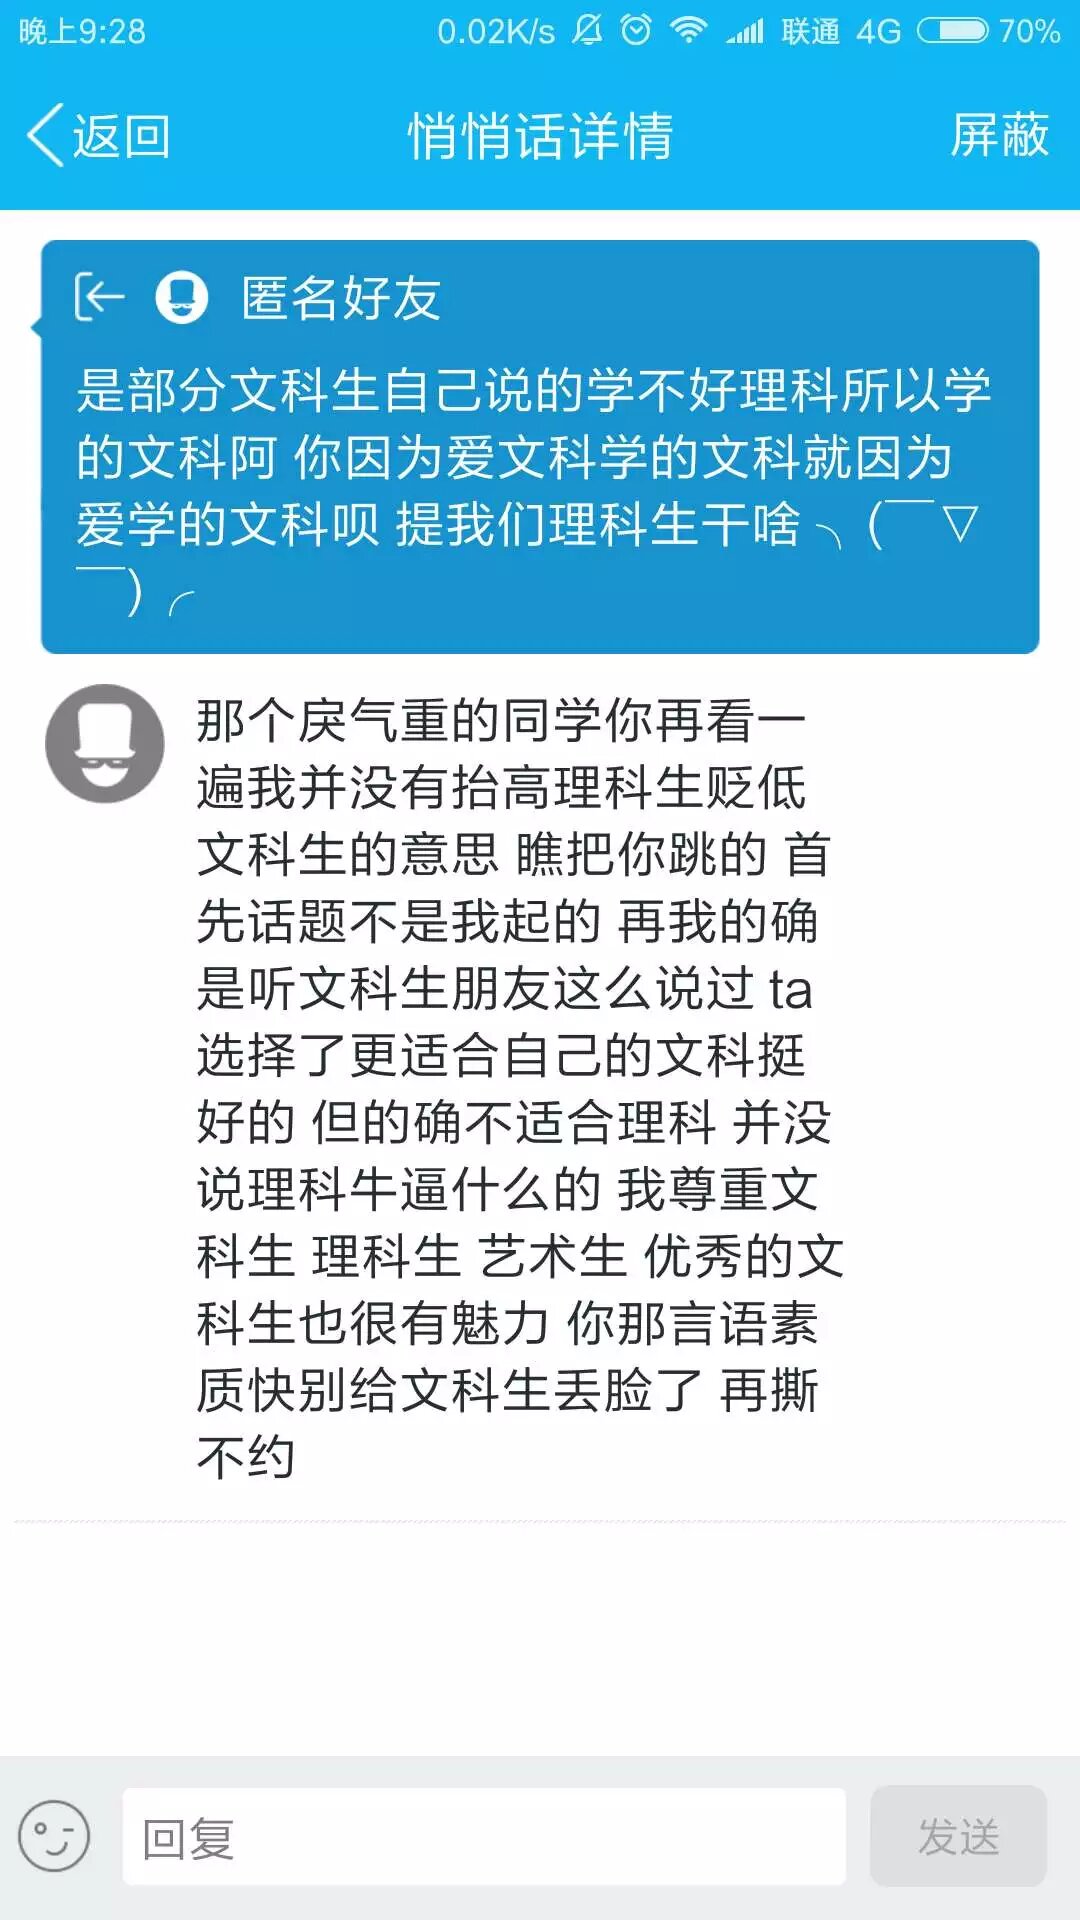 晚上9:28 0.02K/s 联通 4G 70%
返回 悄悄话详情 屏蔽
匿名好友
是部分文科生自己说的学不好理科所以学
的文科阿 你因为爱文科学的文科就因为
爱学的文科呗 提我们理科生干啥╮(￣▽
￣)╭
那个戾气重的同学你再看一
遍我并没有抬高理科生贬低
文科生的意思 瞧把你跳的 首
先话题不是我起的 再我的确
是听文科生朋友这么说过 ta
选择了更适合自己的文科挺
好的 但的确不适合理科 并没
说理科牛逼什么的 我尊重文
科生 理科生 艺术生 优秀的文
科生也很有魅力 你那言语素
质快别给文科生丢脸了 再撕
不约
回复 发送